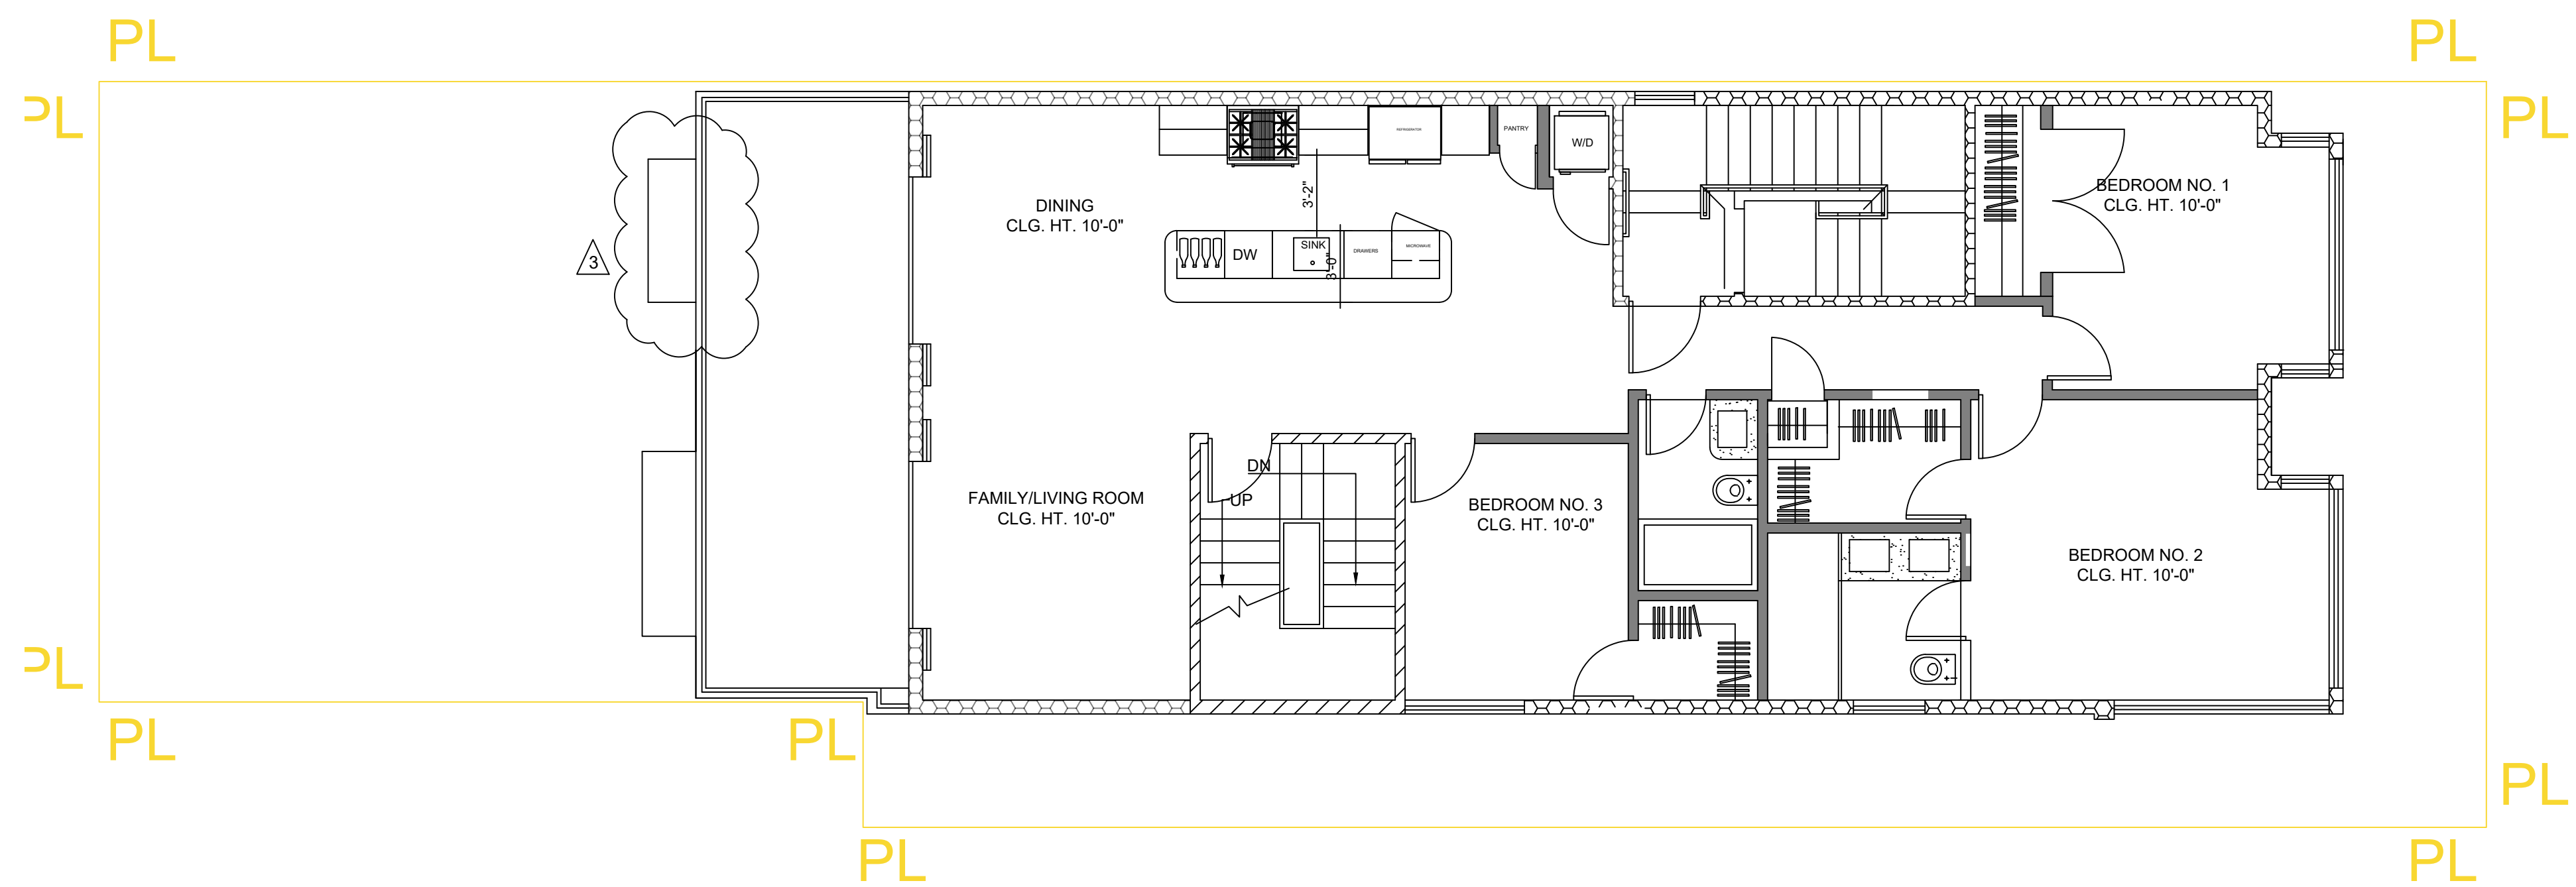 PL
PL
PL
PL
REFRIGERATOR
PANTRY
W/D
3'-2"
DINING
CLG. HT. 10'-0"
BEDROOM NO. 1
CLG. HT. 10'-0"
3
DW
SINK
DRAWERS
MICROWAVE
3'-0"
DN
UP
FAMILY/LIVING ROOM
CLG. HT. 10'-0"
BEDROOM NO. 3
CLG. HT. 10'-0"
BEDROOM NO. 2
CLG. HT. 10'-0"
PL
PL
PL
PL
PL
PL